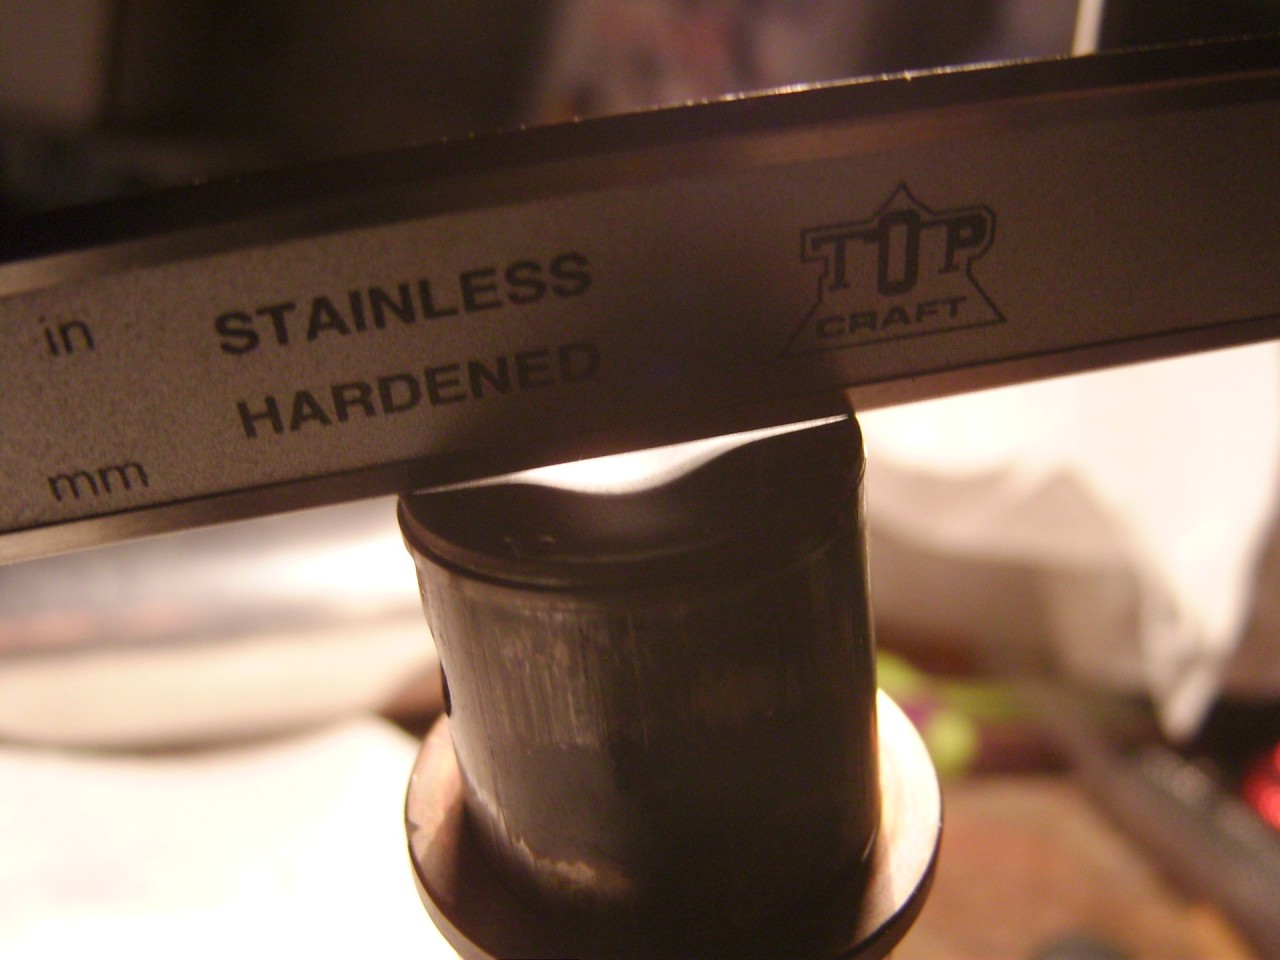 in
STAINLESS
HARDENED
mm
TOP
CRAFT